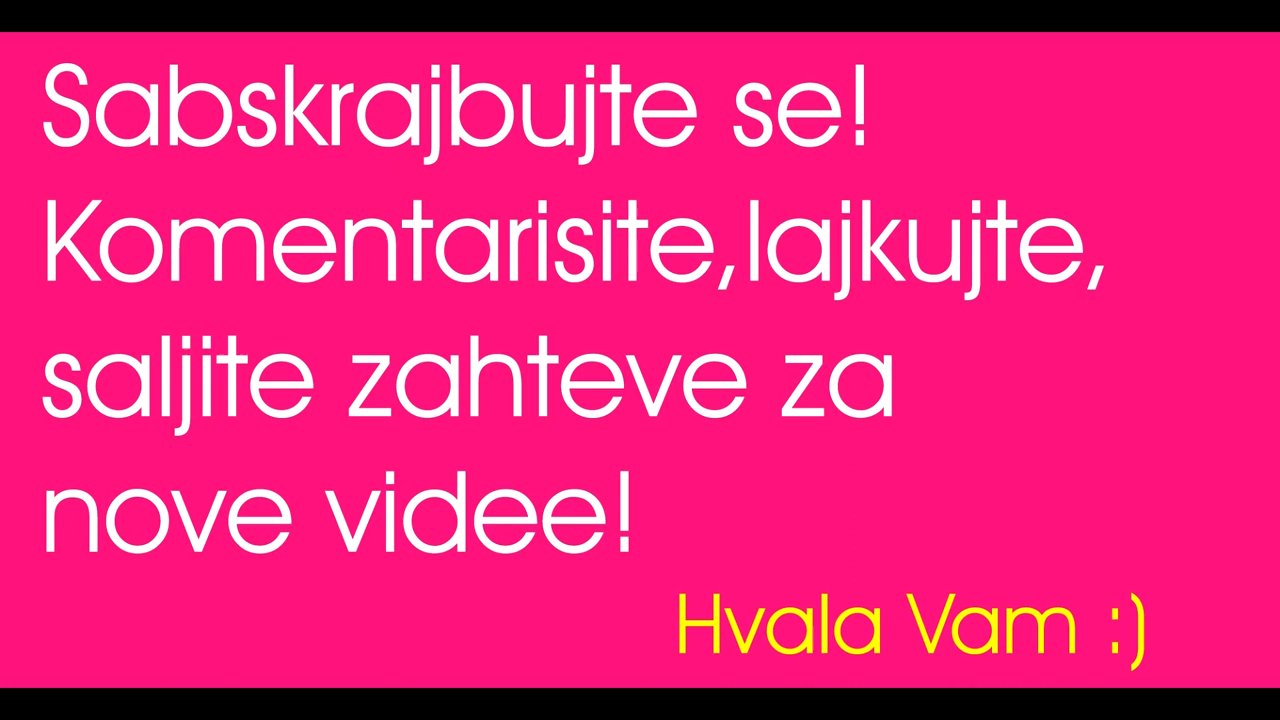 Sabskrajbujte se!
Komentarisite,lajkujte,
saljite zahteve za
nove videe!
Hvala Vam :)